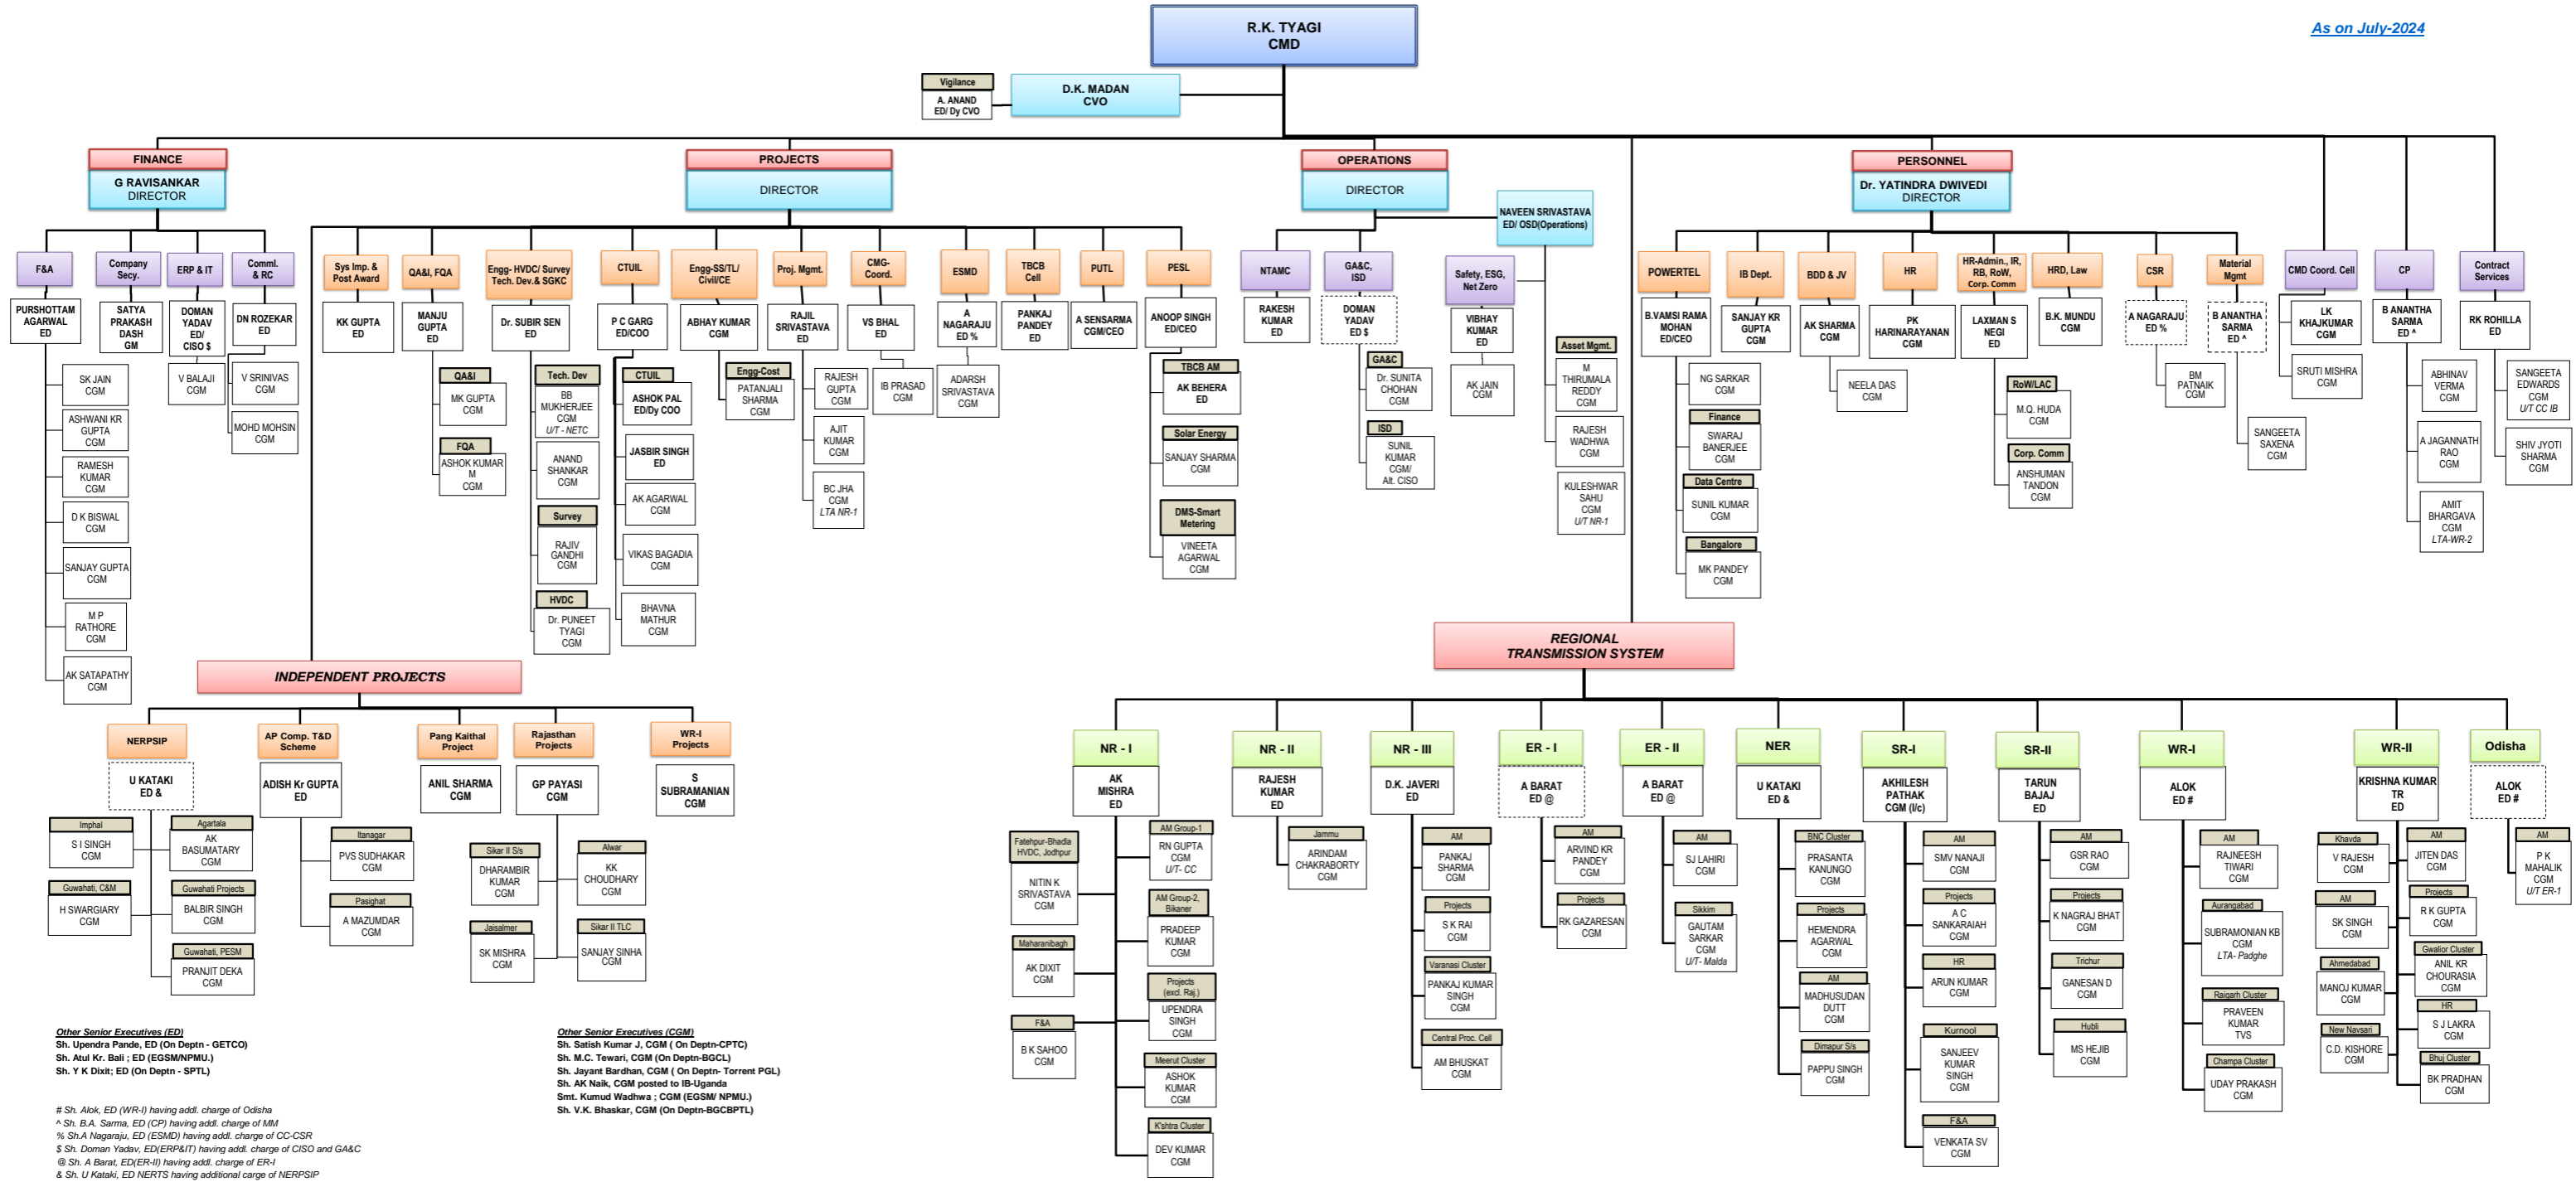 R.K. TYAGI
CMD
As on July-2024
Vigilance
A. ANAND
ED/ Dy CVO
D.K. MADAN
CVO
FINANCE
G RAVISANKAR
DIRECTOR
PROJECTS
DIRECTOR
OPERATIONS
DIRECTOR
NAVEEN SRIVASTAVA
ED/ OSD(Operations)
PERSONNEL
Dr. YATINDRA DWIVEDI
DIRECTOR
F&A
PURSHOTTAM
AGARWAL
ED
SK JAIN
CGM
ASHWANI KR
GUPTA
CGM
RAMESH
KUMAR
CGM
D K BISWAL
CGM
SANJAY GUPTA
CGM
M P
RATHORE
CGM
AK SATAPATHY
CGM
Company
Secy.
SATYA
PRAKASH
DASH
GM
ERP & IT
DOMAN
YADAV
ED/
CISO $
V BALAJI
CGM
Comml.
& RC
DN ROZEKAR
ED
V SRINIVAS
CGM
MOHD MOHSIN
CGM
Sys Imp. &
Post Award
KK GUPTA
ED
QA&I, FQA
MANJU
GUPTA
ED
QA&I
MK GUPTA
CGM
FQA
ASHOK KUMAR
M
CGM
Engg- HVDC/ Survey
Tech. Dev.& SGKC
Dr. SUBIR SEN
ED
Tech. Dev
BB
MUKHERJEE
CGM
U/T - NETC
ANAND
SHANKAR
CGM
Survey
RAJIV
GANDHI
CGM
HVDC
Dr. PUNEET
TYAGI
CGM
CTUIL
P C GARG
ED/COO
CTUIL
ASHOK PAL
ED/Dy COO
JASBIR SINGH
ED
AK AGARWAL
CGM
VIKAS BAGADIA
CGM
BHAVNA
MATHUR
CGM
Engg-SS/TL/
Civil/CE
ABHAY KUMAR
CGM
Engg-Cost
PATANJALI
SHARMA
CGM
Proj. Mgmt.
RAJIL
SRIVASTAVA
ED
RAJESH
GUPTA
CGM
AJIT
KUMAR
CGM
BC JHA
CGM
LTA NR-1
CMG-
Coord.
VS BHAL
ED
IB PRASAD
CGM
ESMD
A
NAGARAJU
ED %
ADARSH
SRIVASTAVA
CGM
TBCB
Cell
PANKAJ
PANDEY
ED
PUTL
A SENSARMA
CGM/CEO
PESL
ANOOP SINGH
ED/CEO
TBCB AM
AK BEHERA
ED
Solar Energy
SANJAY SHARMA
CGM
DMS-Smart
Metering
VINEETA
AGARWAL
CGM
NTAMC
RAKESH
KUMAR
ED
GA&C,
ISD
DOMAN
YADAV
ED $
GA&C
Dr. SUNITA
CHOHAN
CGM
ISD
SUNIL
KUMAR
CGM/
Alt. CISO
Safety, ESG,
Net Zero
VIBHAY
KUMAR
ED
AK JAIN
CGM
Asset Mgmt.
M
THIRUMALA
REDDY
CGM
RAJESH
WADHWA
CGM
KULESHWAR
SAHU
CGM
U/T NR-1
POWERTEL
B.VAMSI RAMA
MOHAN
ED/CEO
NG SARKAR
CGM
Finance
SWARAJ
BANERJEE
CGM
Data Centre
SUNIL KUMAR
CGM
Bangalore
MK PANDEY
CGM
IB Dept.
SANJAY KR
GUPTA
CGM
BDD & JV
AK SHARMA
CGM
NEELA DAS
CGM
HR
PK
HARINARAYANAN
CGM
HR-Admin., IR,
RB, RoW,
Corp. Comm
LAXMAN S
NEGI
ED
RoW/LAC
M.Q. HUDA
CGM
Corp. Comm
ANSHUMAN
TANDON
CGM
HRD, Law
B.K. MUNDU
CGM
CSR
A NAGARAJU
ED %
BM
PATNAIK
CGM
Material
Mgmt
B ANANTHA
SARMA
ED ^
SANGEETA
SAXENA
CGM
CMD Coord. Cell
LK
KHAJKUMAR
CGM
SRUTI MISHRA
CGM
CP
B ANANTHA
SARMA
ED ^
ABHINAV
VERMA
CGM
A JAGANNATH
RAO
CGM
AMIT
BHARGAVA
CGM
LTA-WR-2
Contract
Services
RK ROHILLA
ED
SANGEETA
EDWARDS
CGM
U/T CC IB
SHIV JYOTI
SHARMA
CGM
INDEPENDENT PROJECTS
NERPSIP
U KATAKI
ED &
Imphal
S I SINGH
CGM
Agartala
AK
BASUMATARY
CGM
Guwahati, C&M
H SWARGIARY
CGM
Guwahati Projects
BALBIR SINGH
CGM
Guwahati, PESM
PRANJIT DEKA
CGM
AP Comp. T&D
Scheme
ADISH Kr GUPTA
ED
Itanagar
PVS SUDHAKAR
CGM
Pasighat
A MAZUMDAR
CGM
Pang Kaithal
Project
ANIL SHARMA
CGM
Rajasthan
Projects
GP PAYASI
CGM
Sikar II S/s
DHARAMBIR
KUMAR
CGM
Alwar
KK
CHOUDHARY
CGM
Jaisalmer
SK MISHRA
CGM
Sikar II TLC
SANJAY SINHA
CGM
WR-I
Projects
S
SUBRAMANIAN
CGM
REGIONAL
TRANSMISSION SYSTEM
NR - I
AK
MISHRA
ED
Fatehpur-Bhadla
HVDC, Jodhpur
NITIN K
SRIVASTAVA
CGM
Maharanibagh
AK DIXIT
CGM
F&A
B K SAHOO
CGM
AM Group-1
RN GUPTA
CGM
U/T- CC
AM Group-2,
Bikaner
PRADEEP
KUMAR
CGM
Projects
(excl. Raj.)
UPENDRA
SINGH
CGM
Meerut Cluster
ASHOK
KUMAR
CGM
K'shtra Cluster
DEV KUMAR
CGM
NR - II
RAJESH
KUMAR
ED
Jammu
ARINDAM
CHAKRABORTY
CGM
NR - III
D.K. JAVERI
ED
AM
PANKAJ
SHARMA
CGM
Projects
S K RAI
CGM
Varanasi Cluster
PANKAJ KUMAR
SINGH
CGM
Central Proc. Cell
AM BHUSKAT
CGM
ER - I
A BARAT
ED @
AM
ARVIND KR
PANDEY
CGM
Projects
RK GAZARESAN
CGM
ER - II
A BARAT
ED @
AM
SJ LAHIRI
CGM
Sikkim
GAUTAM
SARKAR
CGM
U/T- Malda
NER
U KATAKI
ED &
BNC Cluster
PRASANTA
KANUNGO
CGM
Projects
HEMENDRA
AGARWAL
CGM
AM
MADHUSUDAN
DUTT
CGM
Dimapur S/s
PAPPU SINGH
CGM
SR-I
AKHILESH
PATHAK
CGM (I/c)
AM
SMV NANAJI
CGM
Projects
A C
SANKARAIAH
CGM
HR
ARUN KUMAR
CGM
Kurnool
SANJEEV
KUMAR
SINGH
CGM
F&A
VENKATA SV
CGM
SR-II
TARUN
BAJAJ
ED
AM
GSR RAO
CGM
Projects
K NAGRAJ BHAT
CGM
Trichur
GANESAN D
CGM
Hubli
MS HEJIB
CGM
WR-I
ALOK
ED #
AM
RAJNEESH
TIWARI
CGM
Aurangabad
SUBRAMONIAN KB
CGM
LTA- Padghe
Raigarh Cluster
PRAVEEN
KUMAR
TVS
Champa Cluster
UDAY PRAKASH
CGM
WR-II
KRISHNA KUMAR
TR
ED
Khavda
V RAJESH
CGM
AM
SK SINGH
CGM
Ahmedabad
MANOJ KUMAR
CGM
New Navsari
C.D. KISHORE
CGM
AM
JITEN DAS
CGM
Projects
R K GUPTA
CGM
Gwalior Cluster
ANIL KR
CHOURASIA
CGM
HR
S J LAKRA
CGM
Bhuj Cluster
BK PRADHAN
CGM
Odisha
ALOK
ED #
AM
P K
MAHALIK
CGM
U/T ER-1
Other Senior Executives (ED)
Sh. Upendra Pande, ED (On Deptn - GETCO)
Sh. Atul Kr. Bali ; ED (EGSM/NPMU.)
Sh. Y K Dixit; ED (On Deptn - SPTL)
Other Senior Executives (CGM)
Sh. Satish Kumar J, CGM ( On Deptn-CPTC)
Sh. M.C. Tewari, CGM (On Deptn-BGCL)
Sh. Jayant Bardhan, CGM ( On Deptn- Torrent PGL)
Sh. AK Naik, CGM posted to IB-Uganda
Smt. Kumud Wadhwa ; CGM (EGSM/ NPMU.)
Sh. V.K. Bhaskar, CGM (On Deptn-BGCBPTL)
# Sh. Alok, ED (WR-I) having addl. charge of Odisha
^ Sh. B.A. Sarma, ED (CP) having addl. charge of MM
% Sh.A Nagaraju, ED (ESMD) having addl. charge of CC-CSR
$ Sh. Doman Yadav, ED(ERP&IT) having addl. charge of CISO and GA&C
@ Sh. A Barat, ED(ER-II) having addl. charge of ER-I
& Sh. U Kataki, ED NERTS having additional carge of NERPSIP